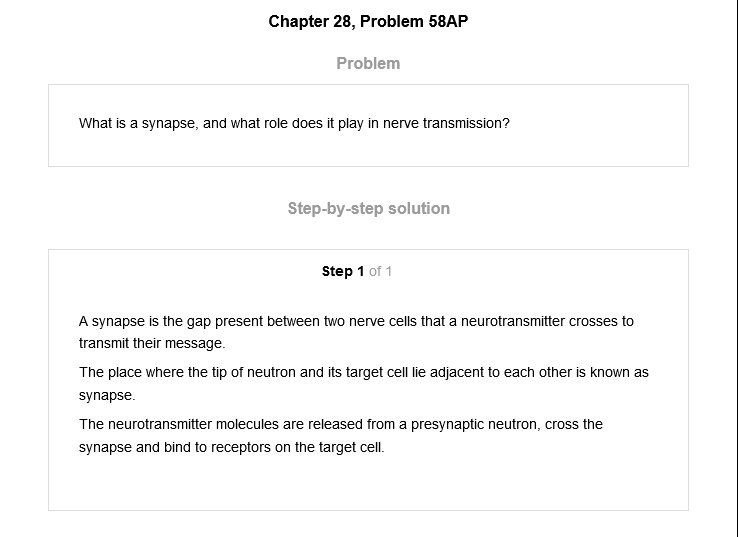 Chapter 28, Problem 58AP
Problem
What is a synapse, and what role does it play in nerve transmission?
Step-by-step solution
Step 1 of 1
A synapse is the gap present between two nerve cells that a neurotransmitter crosses to
transmit their message.
The place where the tip of neutron and its target cell lie adjacent to each other is known as
synapse.
The neurotransmitter molecules are released from a presynaptic neutron, cross the
synapse and bind to receptors on the target cell.